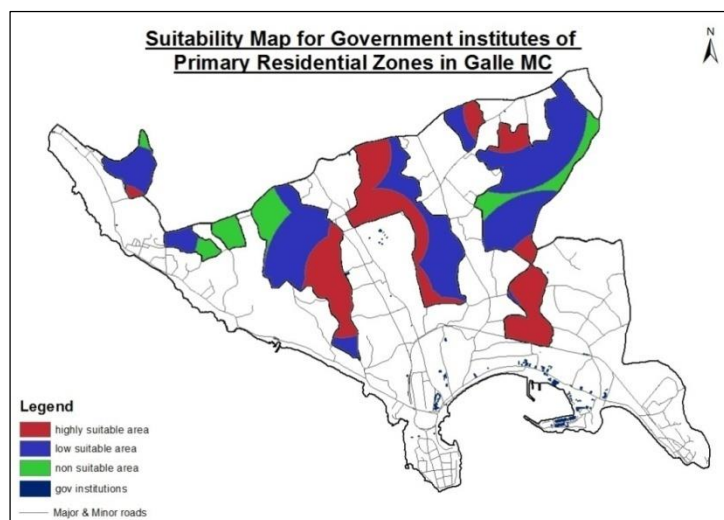 Suitability Map for Government institutes of
Primary Residential Zones in Galle MC
N
Legend
highly suitable area
low suitable area
non suitable area
gov institutions
Major & Minor roads